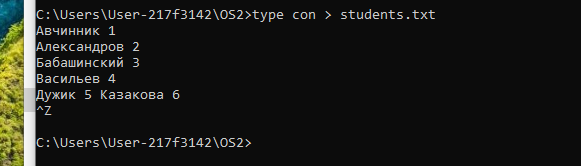 C:\Users\User-217f3142\OS2>type con > students.txt
Авчинник 1
Александров 2
Бабашинский 3
Васильев 4
Дужик 5 Казакова 6
^Z
C:\Users\User-217f3142\OS2>